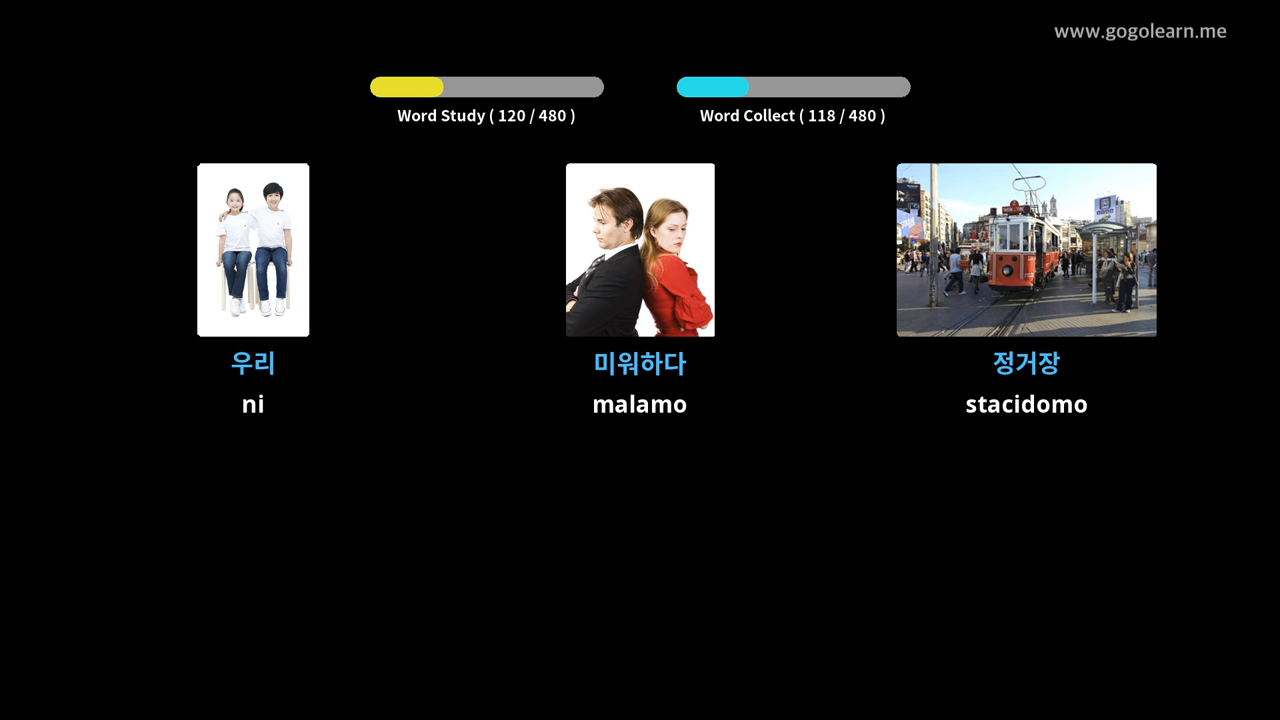 www.gogolearn.me
Word Study ( 120 / 480 )
Word Collect ( 118 / 480 )
우리
미워하다
정거장
ni
malamo
stacidomo